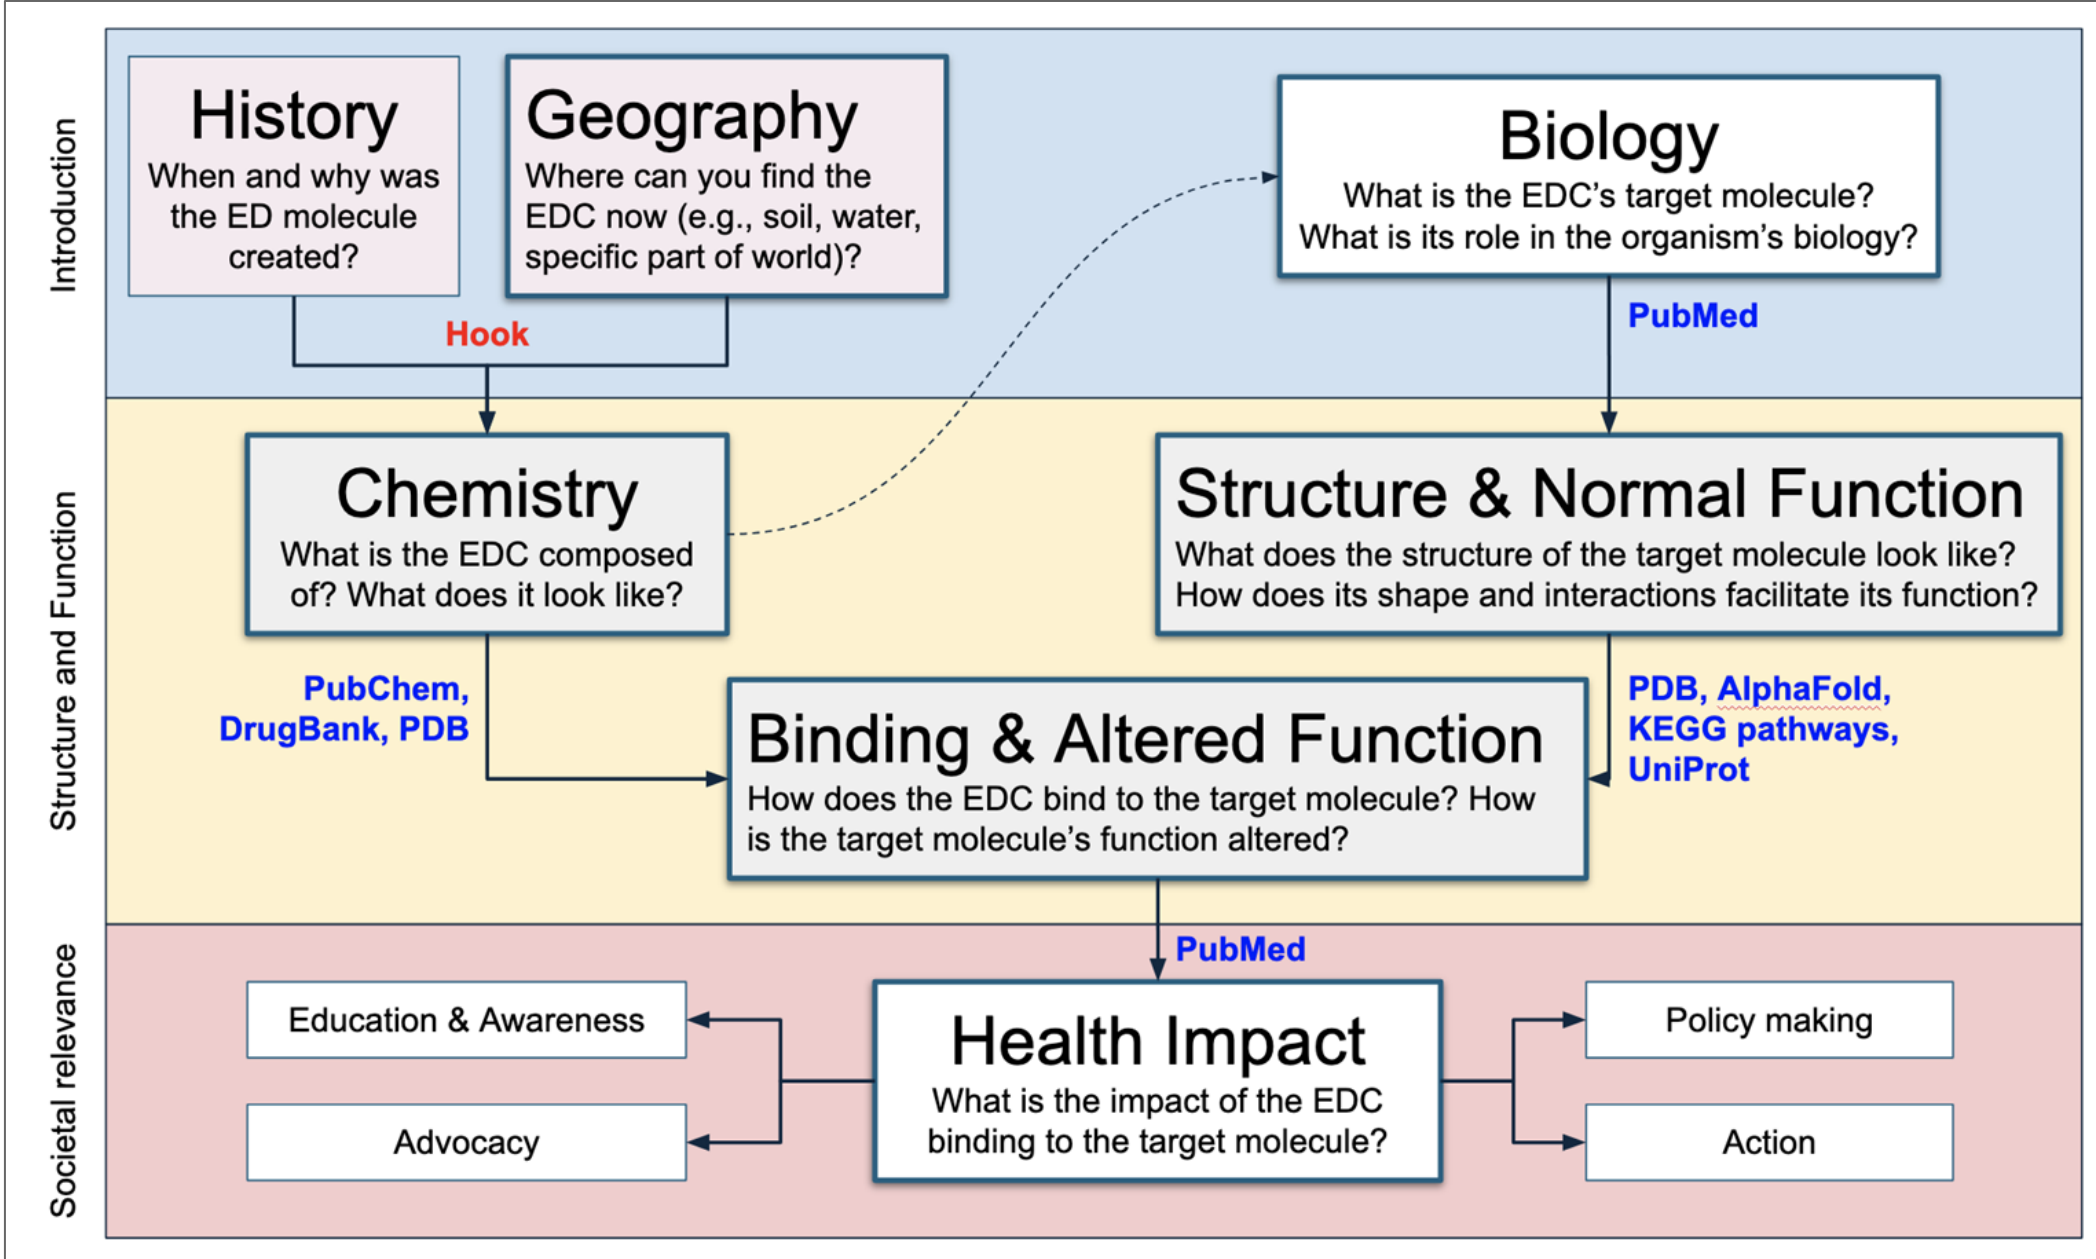 Introduction
History
When and why was
the ED molecule
created?
Geography
Where can you find the
EDC now (e.g., soil, water,
specific part of world)?
Hook
Biology
What is the EDC’s target molecule?
What is its role in the organism’s biology?
PubMed
Structure and Function
Chemistry
What is the EDC composed
of? What does it look like?
PubChem,
DrugBank, PDB
Structure & Normal Function
What does the structure of the target molecule look like?
How does its shape and interactions facilitate its function?
PDB, AlphaFold,
KEGG pathways,
UniProt
Binding & Altered Function
How does the EDC bind to the target molecule? How
is the target molecule’s function altered?
PubMed
Societal relevance
Education & Awareness
Advocacy
Health Impact
What is the impact of the EDC
binding to the target molecule?
Policy making
Action